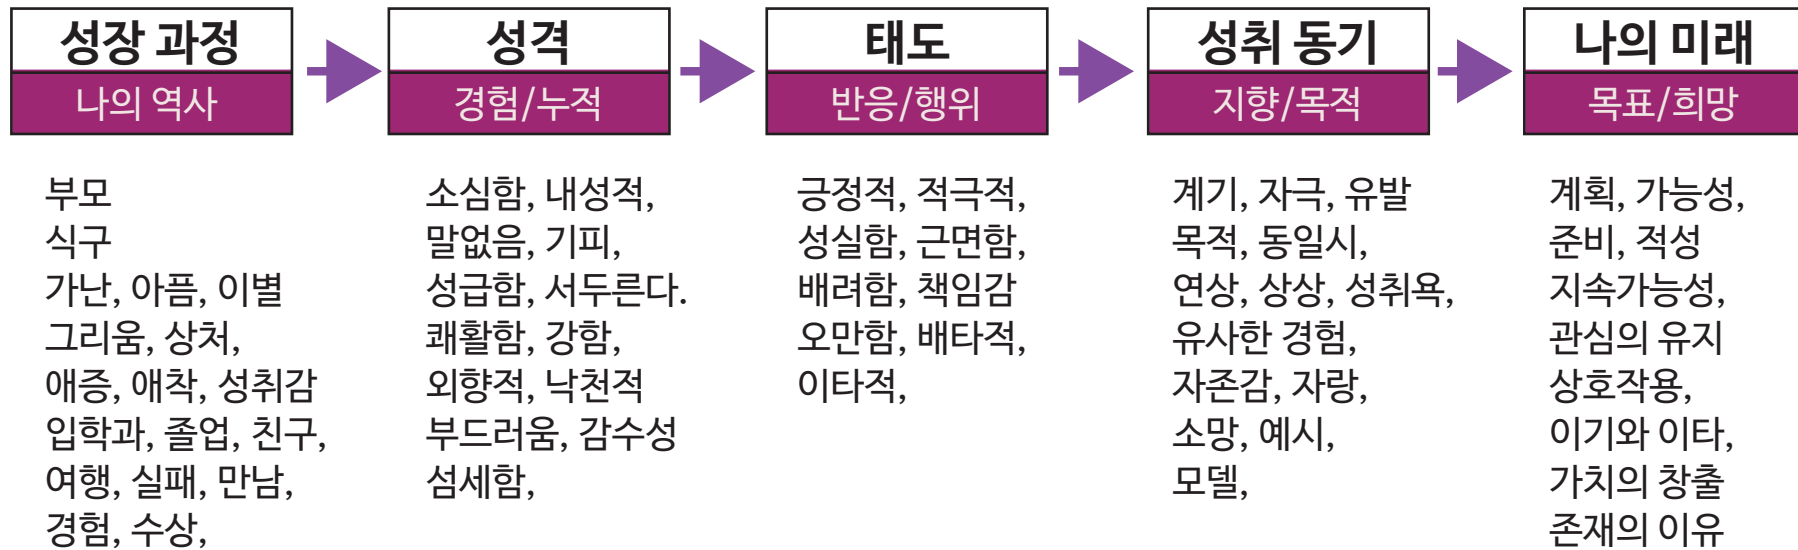 성장 과정
나의 역사
부모
식구
가난, 아픔, 이별
그리움, 상처,
애증, 애착, 성취감
입학과, 졸업, 친구,
여행, 실패, 만남,
경험, 수상,
성격
경험/누적
소심함, 내성적,
말없음, 기피,
성급함, 서두른다.
쾌활함, 강함,
외향적, 낙천적
부드러움, 감수성
섬세함,
태도
반응/행위
긍정적, 적극적,
성실함, 근면함,
배려함, 책임감
오만함, 배타적,
이타적,
성취 동기
지향/목적
계기, 자극, 유발
목적, 동일시,
연상, 상상, 성취욕,
유사한 경험,
자존감, 자랑,
소망, 예시,
모델,
나의 미래
목표/희망
계획, 가능성,
준비, 적성
지속가능성,
관심의 유지
상호작용,
이기와 이타,
가치의 창출
존재의 이유